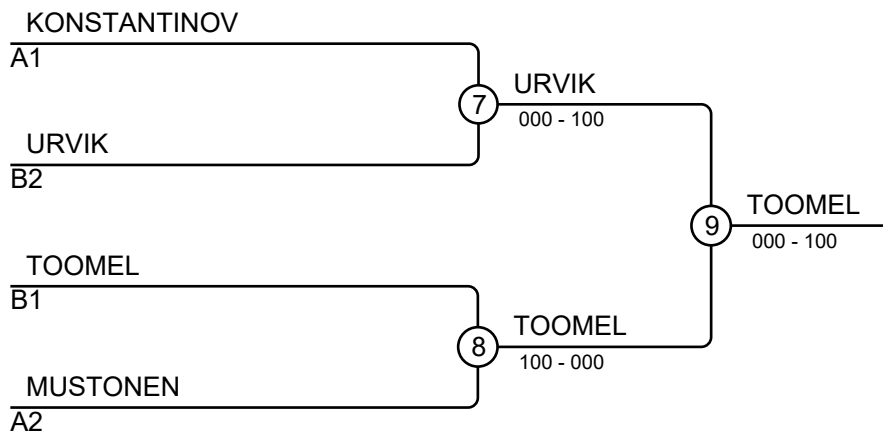 KONSTANTINOV
A1
7
URVIK
000 - 100
URVIK
B2
9
TOOMEL
000 - 100
TOOMEL
B1
8
TOOMEL
100 - 000
MUSTONEN
A2